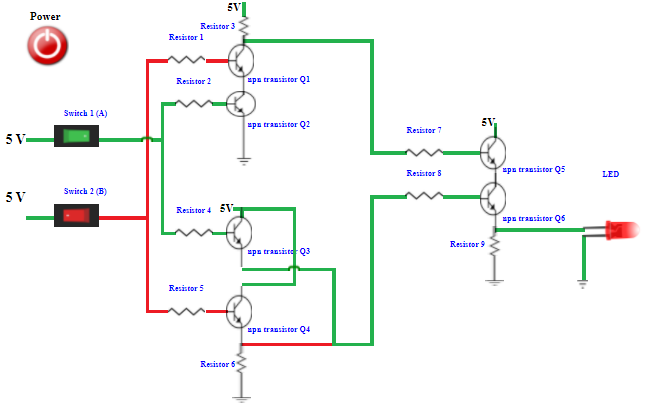 Power
5V
Resistor 3
Resistor 1
npn transistor Q1
Resistor 2
Switch 1 (A)
npn transistor Q2
5 V
Resistor 7
5V
npn transistor Q5
LED
Resistor 8
Switch 2 (B)
5 V
Resistor 4
5V
npn transistor Q6
Resistor 9
npn transistor Q3
Resistor 5
npn transistor Q4
Resistor 6